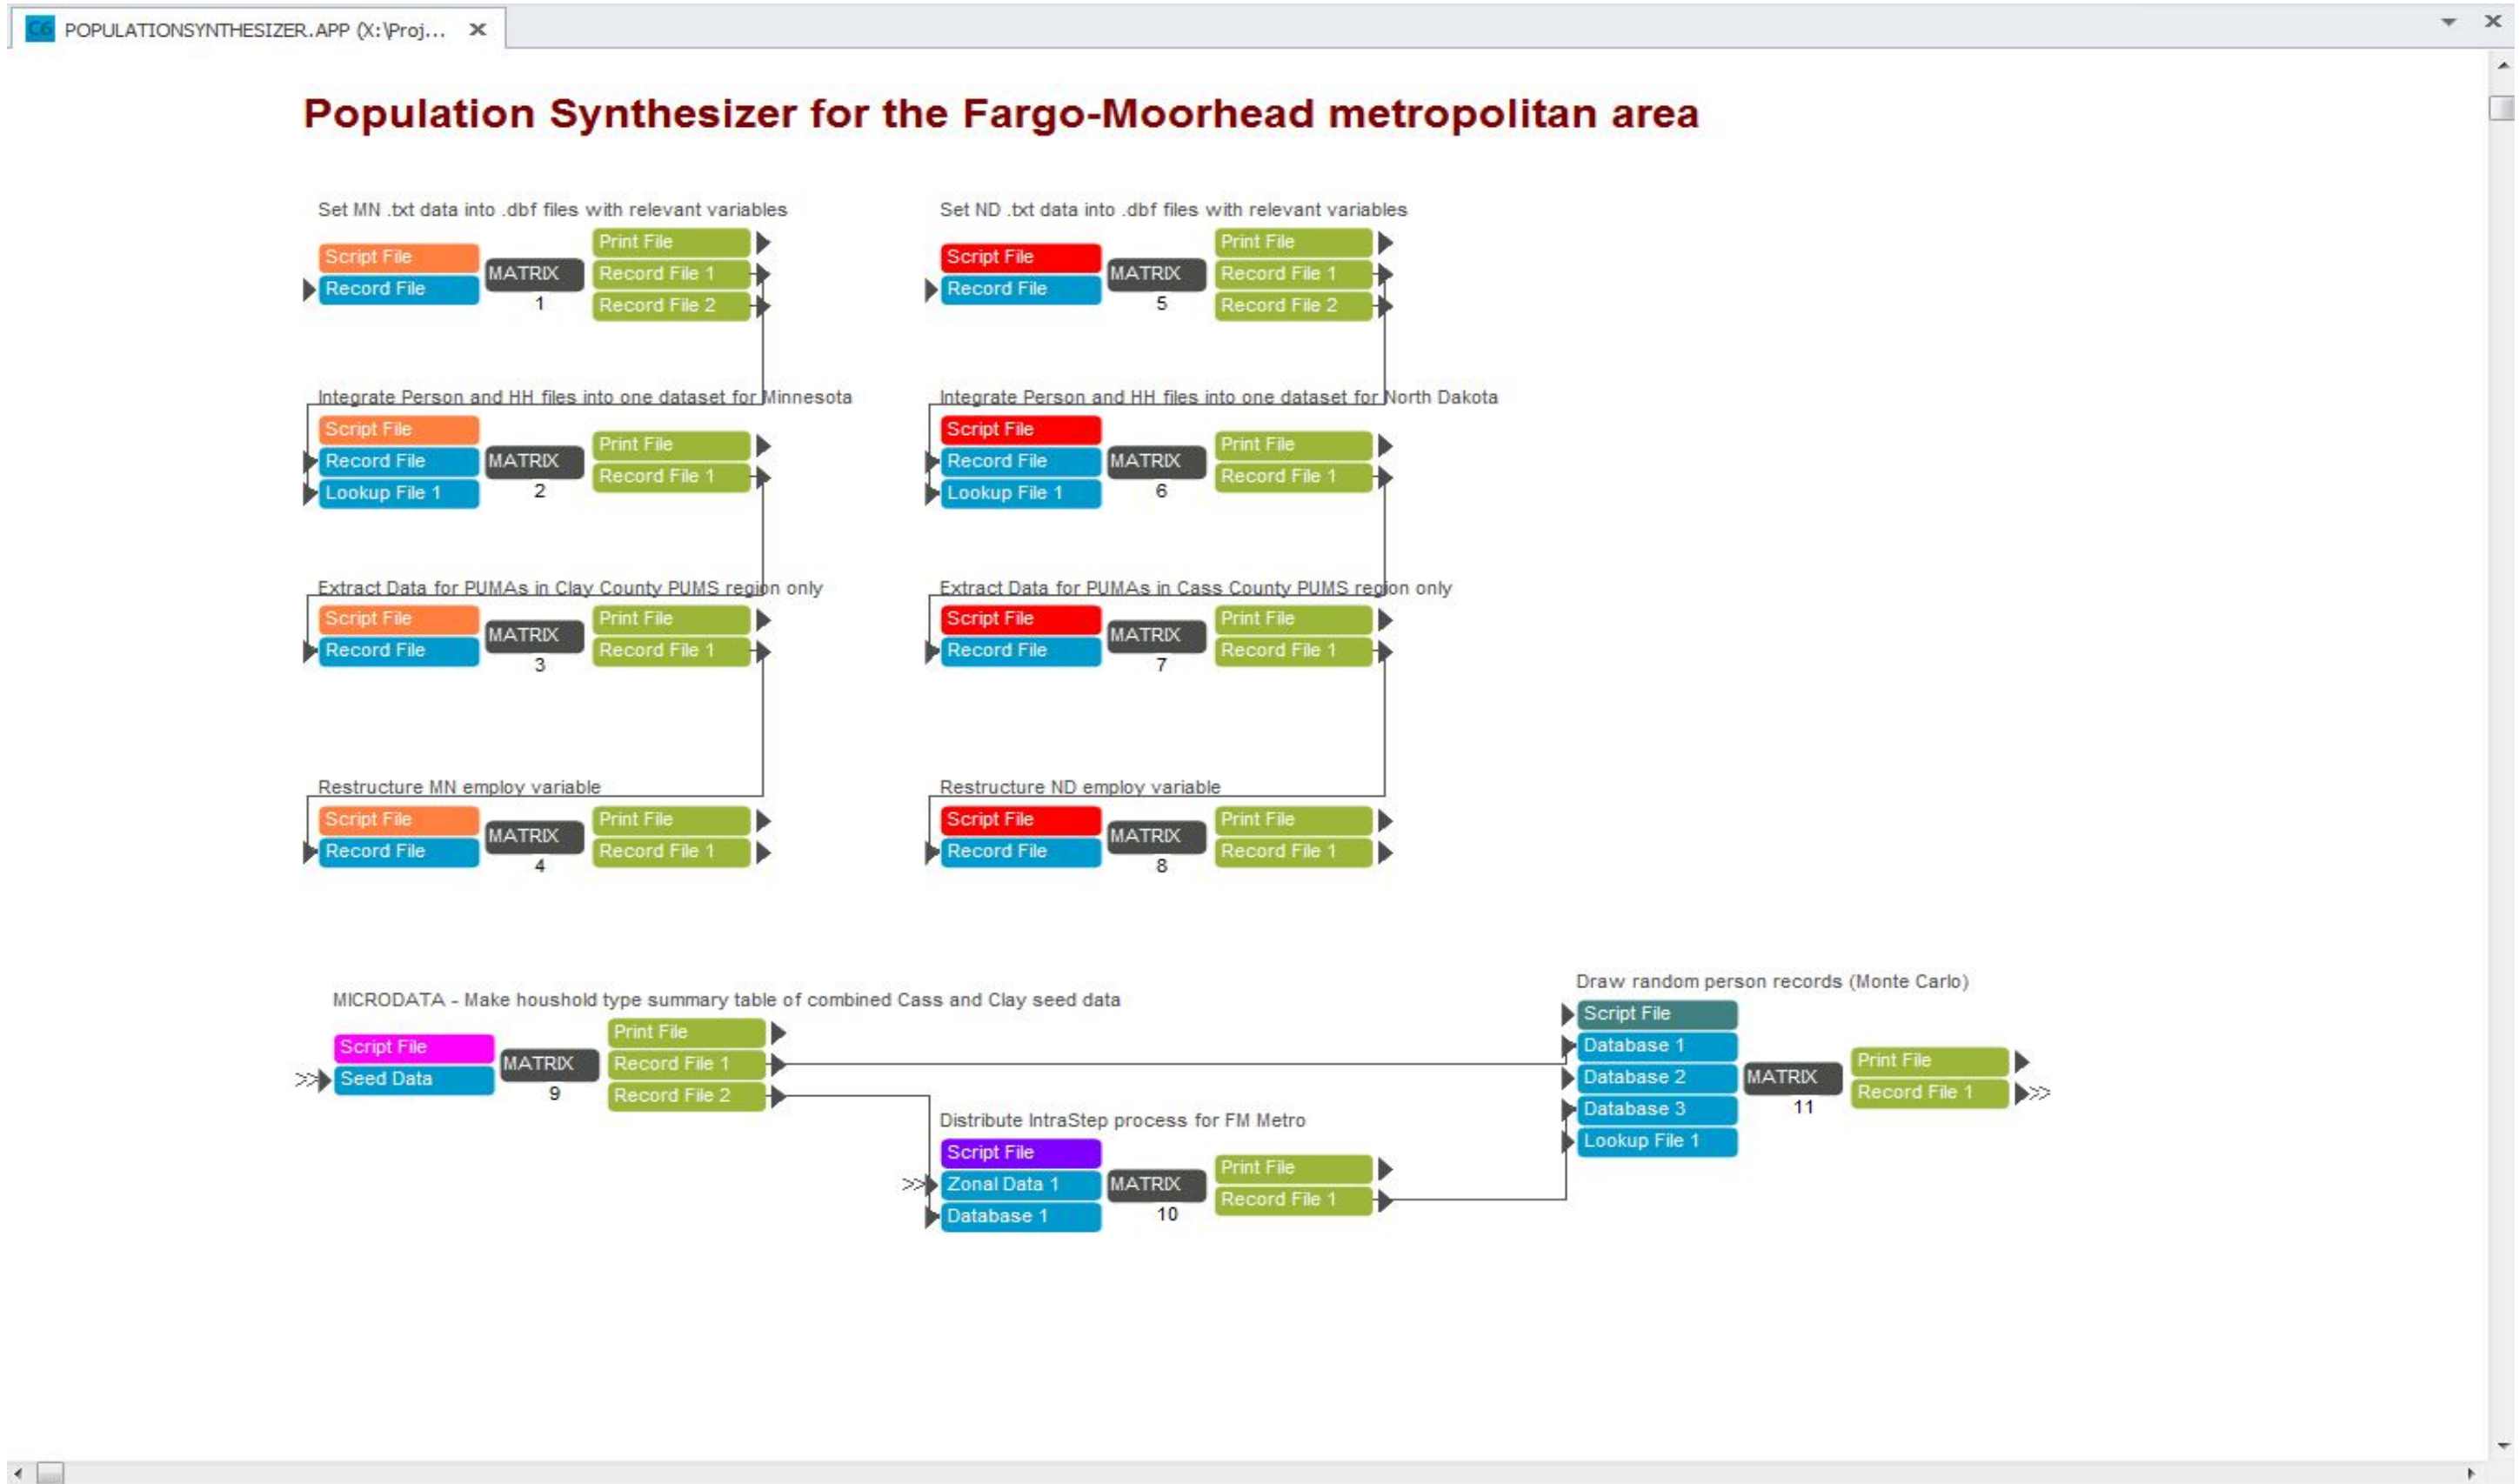 C6 POPULATIONSYNTHESIZER.APP (X:\Proj...
Population Synthesizer for the Fargo-Moorhead metropolitan area
Set MN .txt data into .dbf files with relevant variables
Script File
Record File
MATRIX
1
Print File
Record File 1
Record File 2
Set ND .txt data into .dbf files with relevant variables
Script File
Record File
MATRIX
5
Print File
Record File 1
Record File 2
Integrate Person and HH files into one dataset for Minnesota
Script File
Record File
Lookup File 1
MATRIX
2
Print File
Record File 1
Integrate Person and HH files into one dataset for North Dakota
Script File
Record File
Lookup File 1
MATRIX
6
Print File
Record File 1
Extract Data for PUMAs in Clay County PUMS region only
Script File
Record File
MATRIX
3
Print File
Record File 1
Extract Data for PUMAs in Cass County PUMS region only
Script File
Record File
MATRIX
7
Print File
Record File 1
Restructure MN employ variable
Script File
Record File
MATRIX
4
Print File
Record File 1
Restructure ND employ variable
Script File
Record File
MATRIX
8
Print File
Record File 1
MICRODATA - Make houshold type summary table of combined Cass and Clay seed data
Script File
>> Seed Data
MATRIX
9
Print File
Record File 1
Record File 2
Distribute IntraStep process for FM Metro
Script File
>> Zonal Data 1
Database 1
MATRIX
10
Print File
Record File 1
Draw random person records (Monte Carlo)
Script File
Database 1
Database 2
Database 3
Lookup File 1
MATRIX
11
Print File
Record File 1 >>